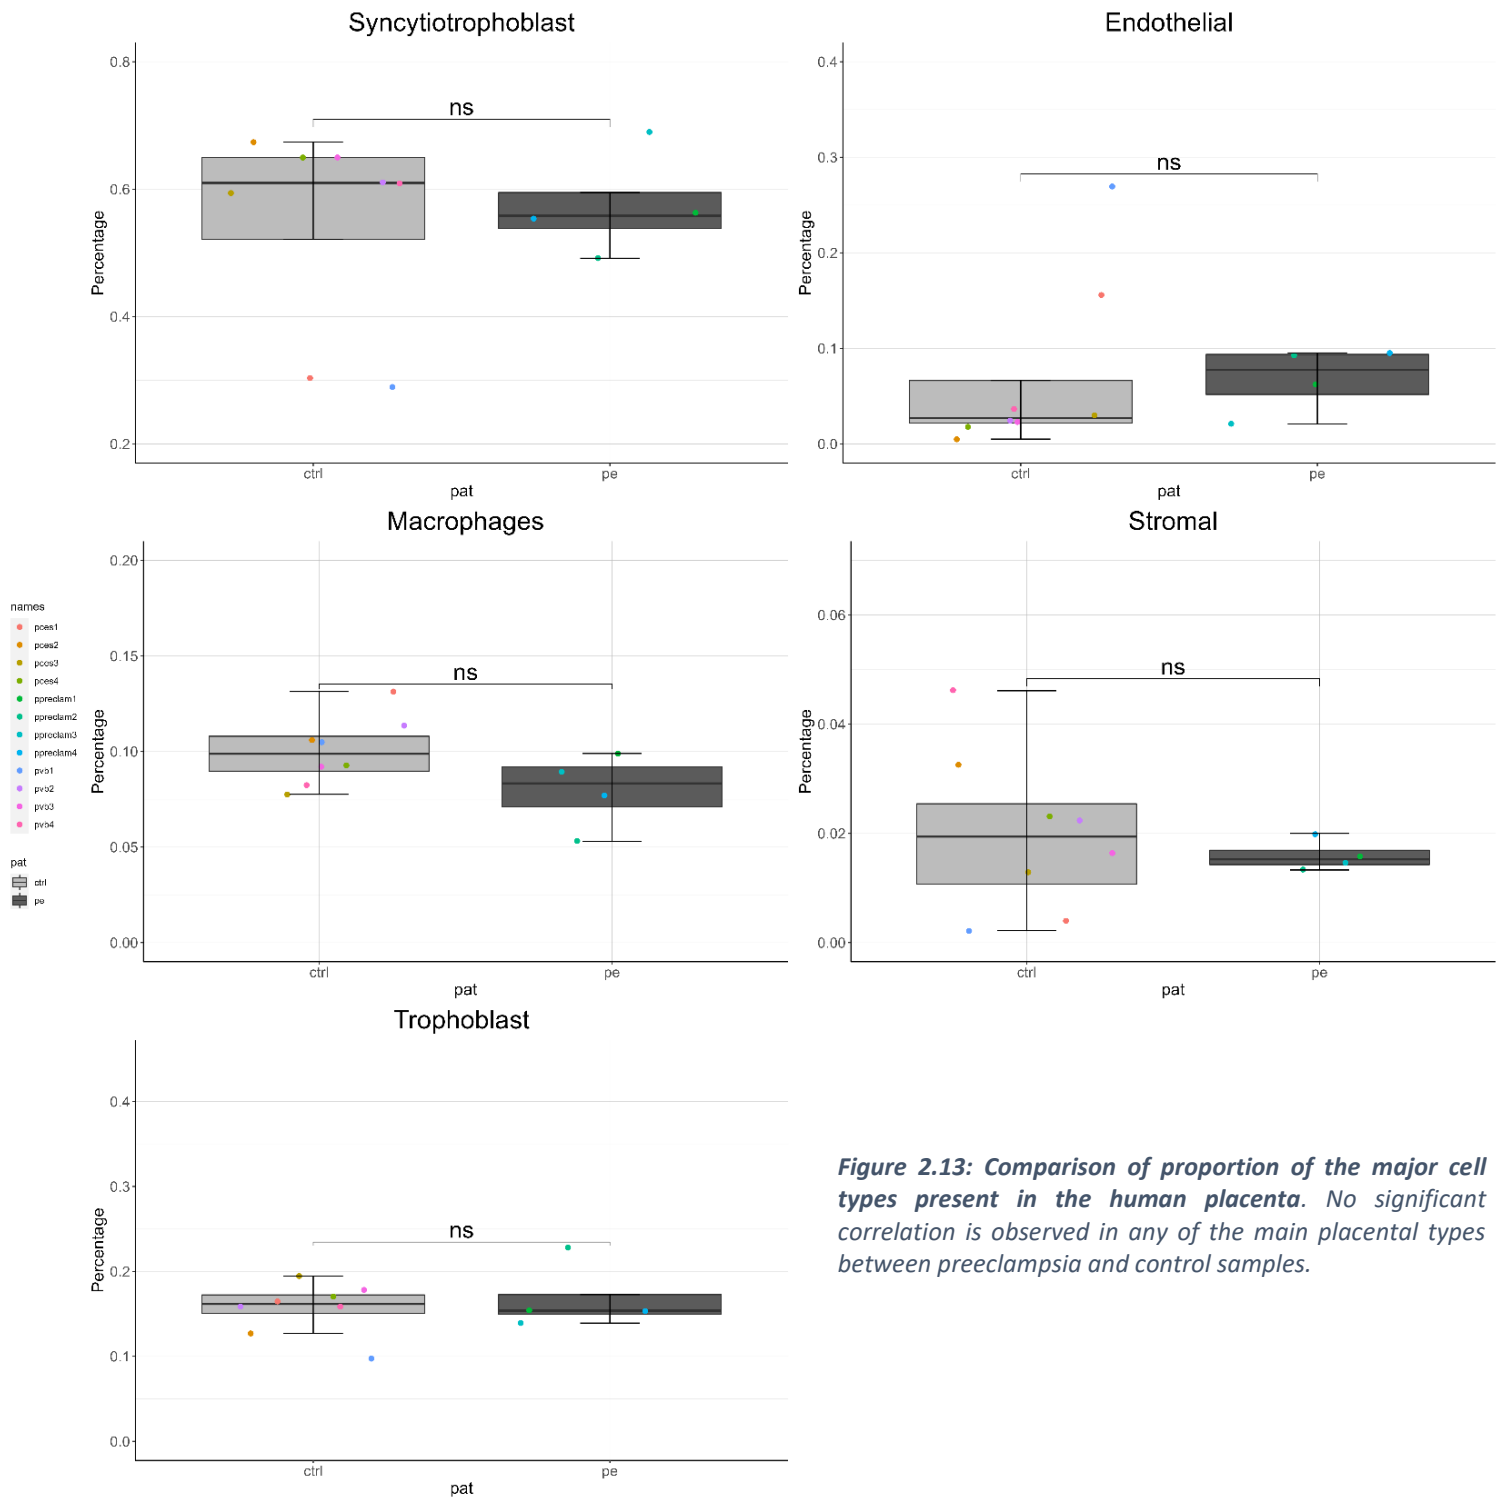 Syncytiotrophoblast
0.8
0.6
0.4
0.2
Percentage
ns
ctrl
pe
pat
Endothelial
0.4
0.3
0.2
0.1
0.0
Percentage
ns
ctrl
pe
pat
names
pces1
pces2
pces3
pces4
ppreclam1
ppreclam2
ppreclam3
ppreclam4
pvb1
pvb2
pvb3
pvb4
pat
ctrl
pe
Macrophages
0.20
0.15
0.10
0.05
0.00
Percentage
ns
ctrl
pe
pat
Stromal
0.06
0.04
0.02
0.00
Percentage
ns
ctrl
pe
pat
Trophoblast
0.4
0.3
0.2
0.1
0.0
Percentage
ns
ctrl
pe
pat
Figure 2.13: Comparison of proportion of the major cell
types present in the human placenta. No significant
correlation is observed in any of the main placental types
between preeclampsia and control samples.